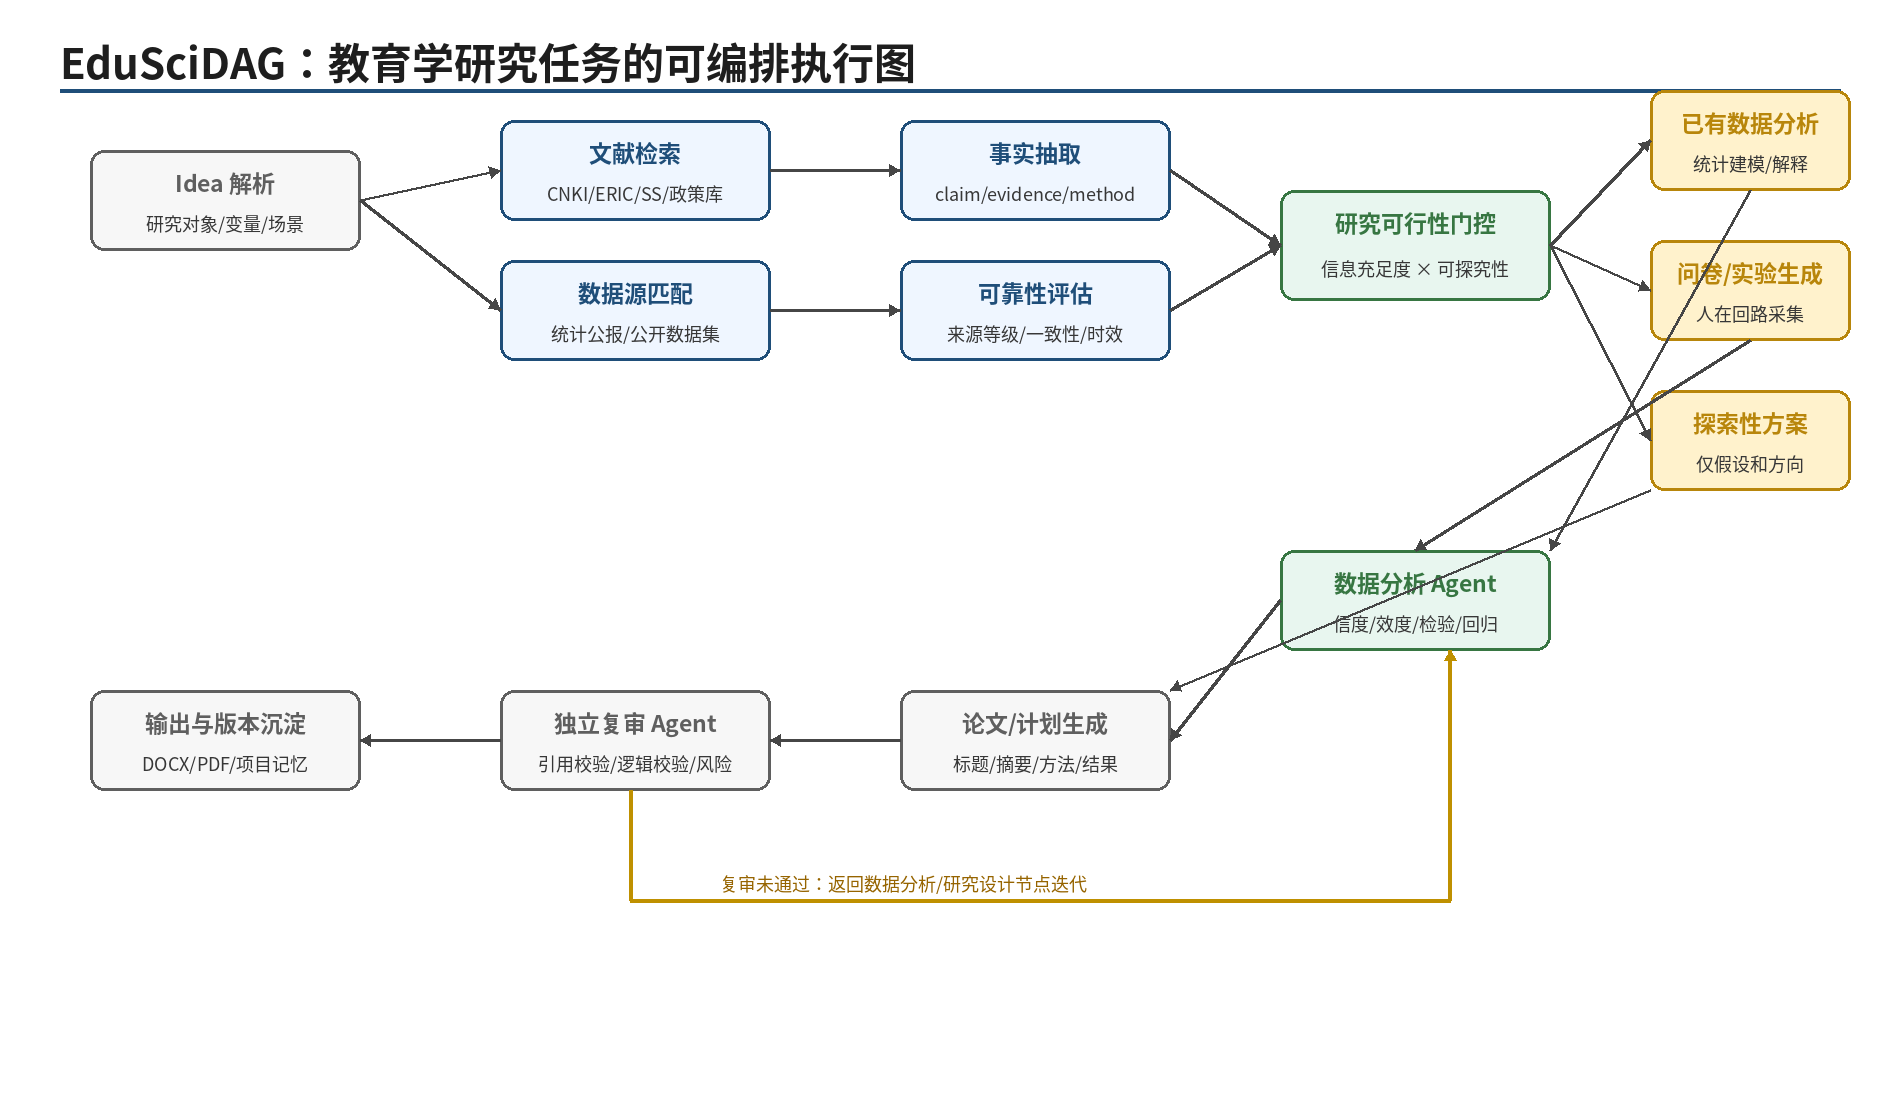 EduSciDAG：教育学研究任务的可编排执行图
Idea 解析
研究对象/变量/场景
文献检索
CNKI/ERIC/SS/政策库
事实抽取
claim/evidence/method
数据源匹配
统计公报/公开数据集
可靠性评估
来源等级/一致性/时效
研究可行性门控
信息充足度 × 可探究性
已有数据分析
统计建模/解释
问卷/实验生成
人在回路采集
探索性方案
仅假设和方向
数据分析 Agent
信度/效度/检验/回归
论文/计划生成
标题/摘要/方法/结果
独立复审 Agent
引用校验/逻辑校验/风险
输出与版本沉淀
DOCX/PDF/项目记忆
复审未通过：返回数据分析/研究设计节点迭代